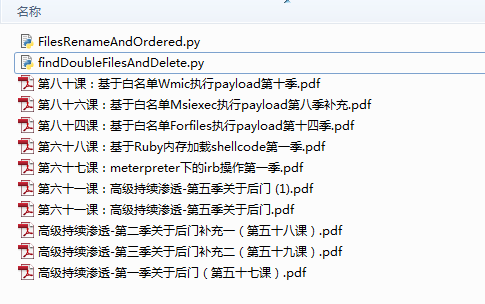 名称
FilesRenameAndOrdered.py
findDoubleFilesAndDelete.py
第八十课：基于白名单Wmic执行payload第十季.pdf
第八十六课：基于白名单Msiexec执行payload第八季补充.pdf
第八十四课：基于白名单Forfiles执行payload第十四季.pdf
第六十八课：基于Ruby内存加载shellcode第一季.pdf
第六十七课：meterpreter下的irb操作第一季.pdf
第六十一课：高级持续渗透-第五季关于后门 (1).pdf
第六十一课：高级持续渗透-第五季关于后门.pdf
高级持续渗透-第二季关于后门补充一（第五十八课）.pdf
高级持续渗透-第三季关于后门补充二（第五十九课）.pdf
高级持续渗透-第一季关于后门（第五十七课）.pdf